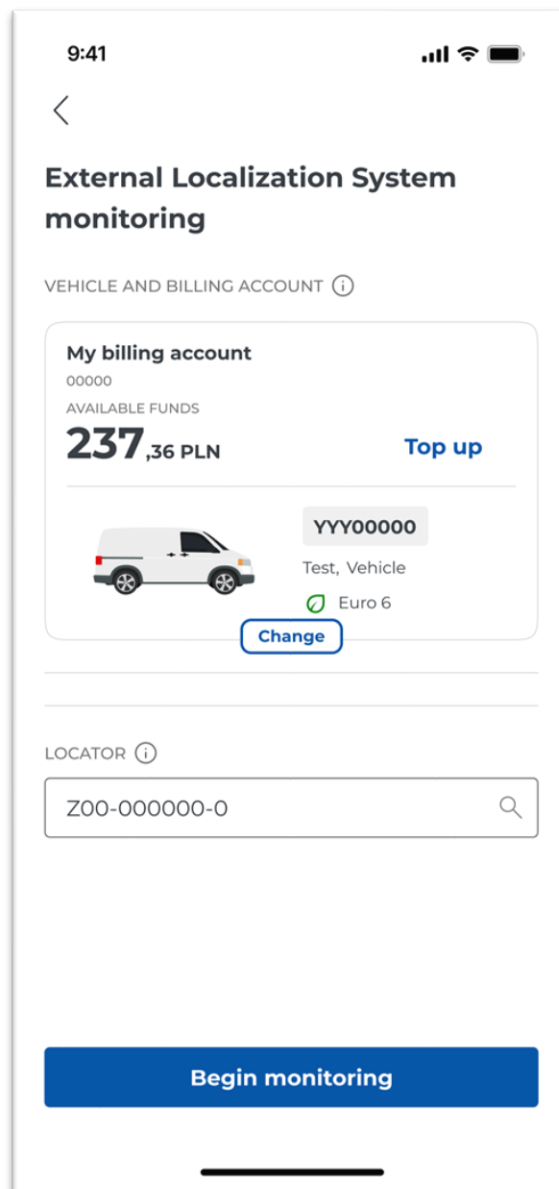 9:41
External Localization System
monitoring
VEHICLE AND BILLING ACCOUNT
My billing account
00000
AVAILABLE FUNDS
237,36 PLN
Top up
YYY00000
Test, Vehicle
Euro 6
Change
LOCATOR
Z00-000000-0
Begin monitoring